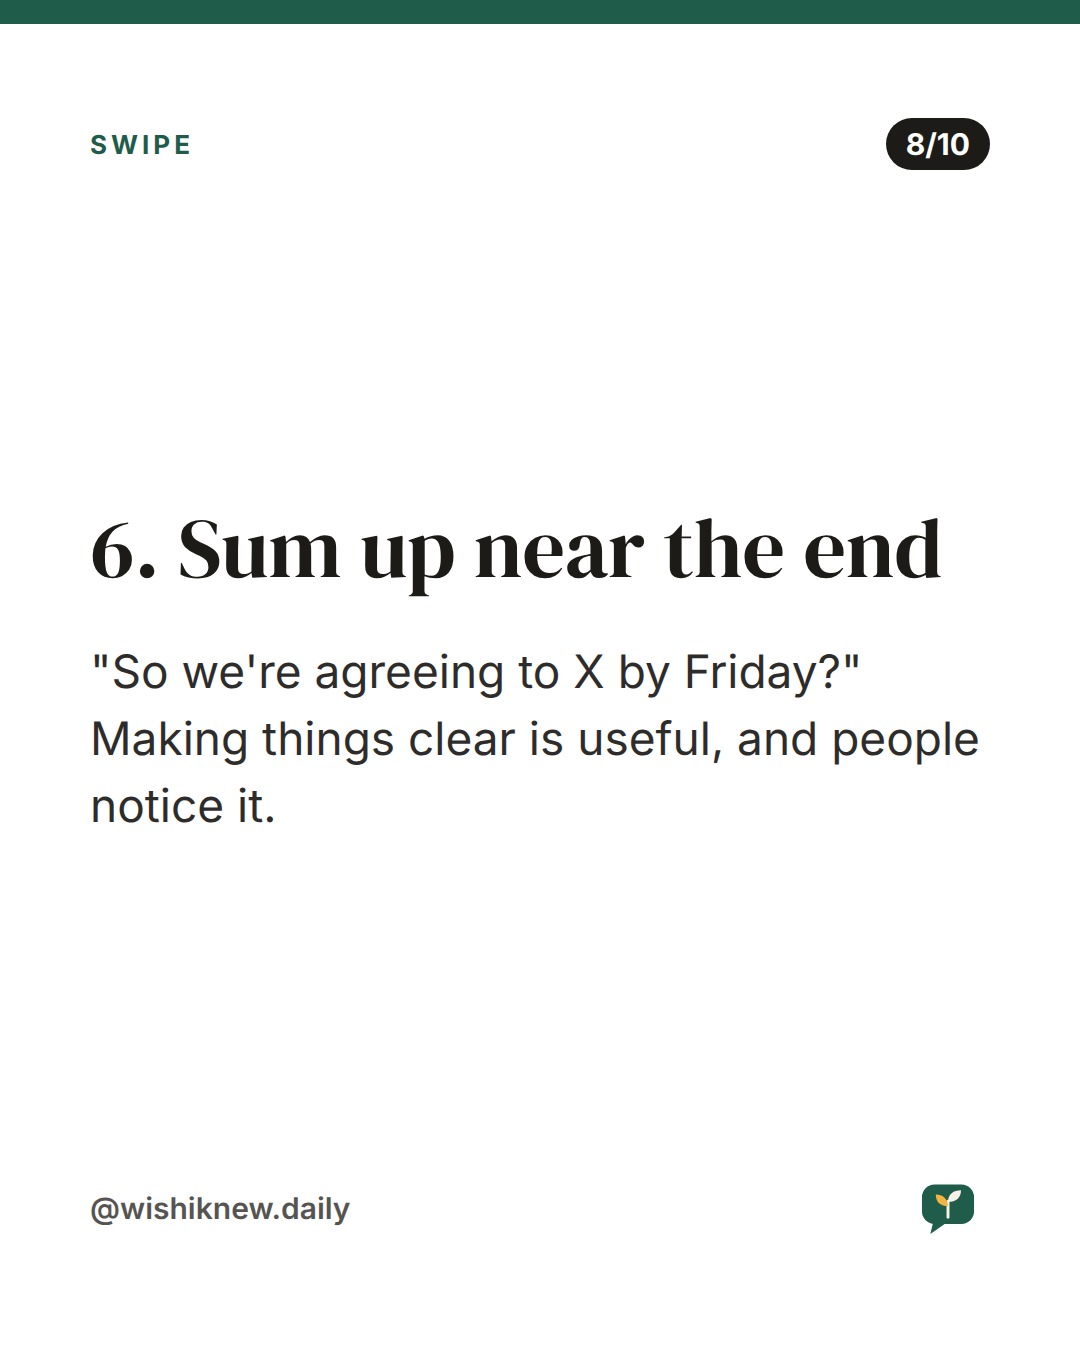 SWIPE
8/10
6. Sum up near the end
"So we're agreeing to X by Friday?"
Making things clear is useful, and people
notice it.
@wishiknew.daily